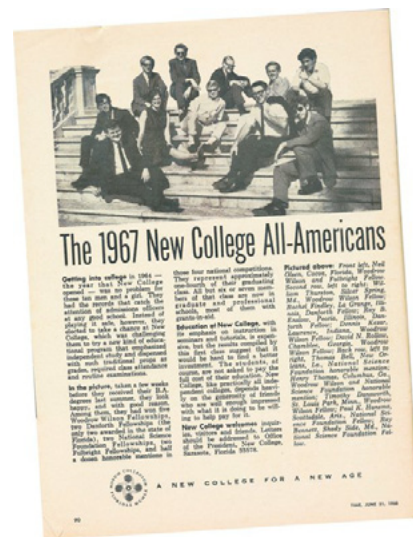 The 1967 New College All-Americans
Getting into college in 1964 —
the year that New College
opened — was no problem for
these ten men and a girl. They
had the records that catch the
attention of admissions officers
at any good school. Instead of
playing it safe, however, they
elected to take a chance at New
College, which was challenging
them to try a new kind of educa-
tional program that emphasized
independent study and dispensed
with such traditional props as
grades, required class attendance
and routine examinations.
In the picture, taken a few weeks
before they received their B.A.
degrees last summer, they look
happy, and with good reason.
Among them, they had won five
Woodrow Wilson Fellowships,
two Danforth Fellowships (the
only two awarded in the state of
Florida), two National Science
Foundation Fellowships, two
Fulbright Fellowships, and half
a dozen honorable mentions in
those four national competitions.
They represent approximately
one-fourth of their graduating
class. All but six or seven mem-
bers of that class are now in
graduate and professional
schools, most of them with
grants-in-aid.
Education at New College, with
its emphasis on instruction in
seminars and tutorials, is expen-
sive, but the results compiled by
this first class suggest that it
would be hard to find a better
investment. The students, of
course, are not asked to pay the
full cost of their education. New
College, like practically all inde-
pendent colleges, depends heavi-
ly on the generosity of friends
who are well enough impressed
with what it is doing to be will-
ing to help pay for it.
New College welcomes inquir-
ies, visitors and friends. Letters
should be addressed to Office
of the President, New College,
Sarasota, Florida 33578.
Pictured above: Front left, Neil
Olsen, Cocoa, Florida, Woodrow
Wilson and Fulbright Fellow.
Second row, left to right: Wil-
liam Thurston, Silver Spring,
Md., Woodrow Wilson Fellow;
Rachel Findley, La Grange, Illi-
nois, Danforth Fellow; Ray B.
Peoria, Illinois, Dan-
forth Fellow; Dennis Kezar,
Indiana, Woodrow
Wilson Fellow; David N.
Chamblee, Georgia, Woodrow
Wilson Fellow; Back row, left to
right, Thomas Bell, New Or-
leans, La., National Science
Foundation honorable mention;
Henry Thomas, Columbus, Ga.,
Woodrow Wilson and National
Science Foundation honorable
mention; Timothy Dunsworth,
St. Louis Park, Minn., Woodrow
Wilson Fellow; Paul K. Hansma,
Scottsdale, Ariz., National Sci-
ence Foundation Fellow; Ray
Bennett, Shady Side, Md., Na-
tional Science Foundation Fel-
low.
A NEW COLLEGE FOR A NEW AGE
TIME, JUNE 21, 1968